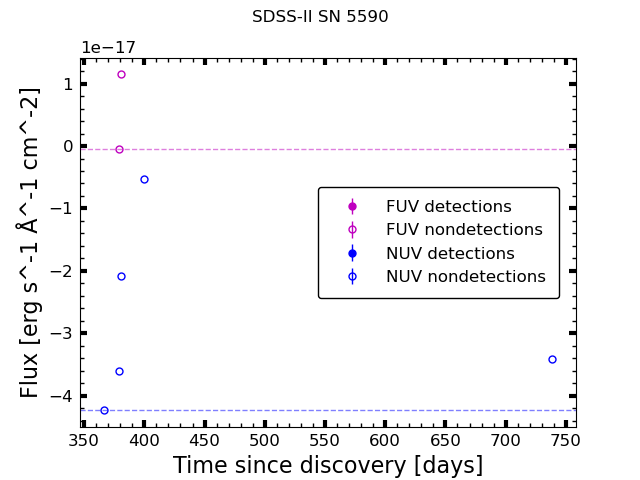 SDSS-II SN 5590
1e−17
1
0
−1
−2
−3
−4
Flux [erg s^-1 Å^-1 cm^-2]
FUV detections
FUV nondetections
NUV detections
NUV nondetections
350 400 450 500 550 600 650 700 750
Time since discovery [days]